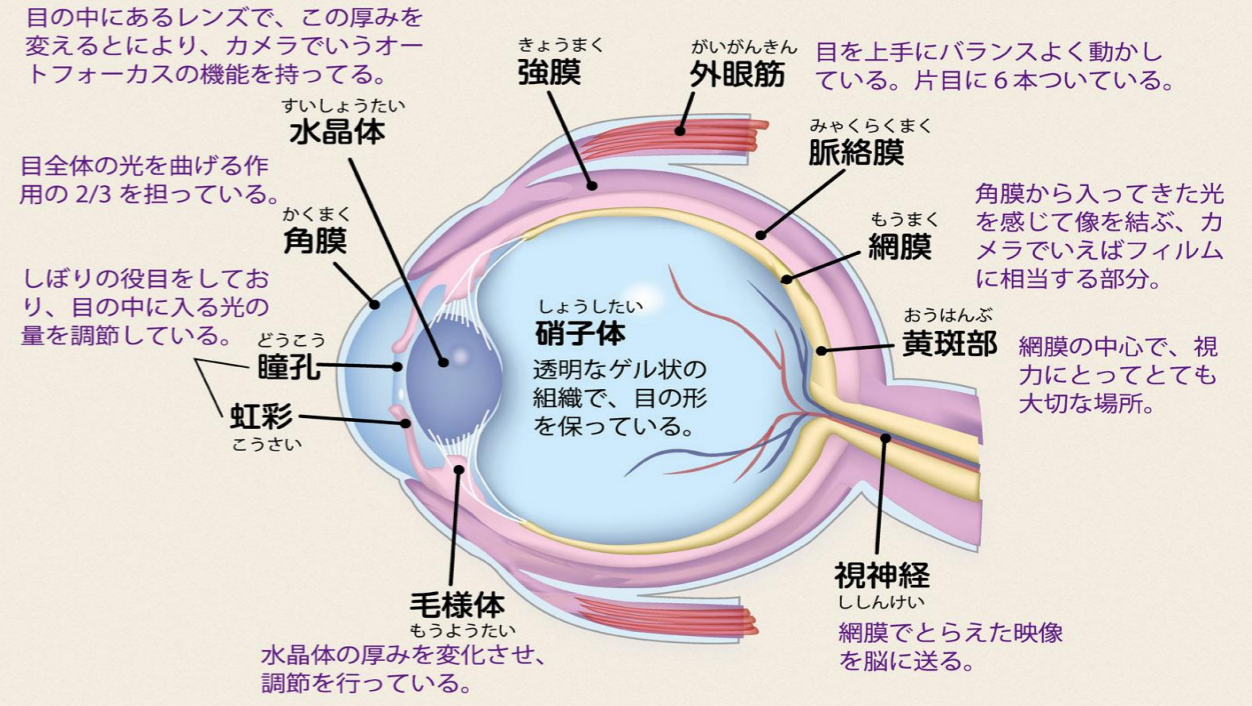 目の中にあるレンズで、この厚みを
変えるとにより、カメラでいうオー
トフォーカスの機能を持ってる。
すいしょうたい
水晶体
きょうまく
強膜
がいがんきん
外眼筋
目を上手にバランスよく動かし
ている。片目に6本ついている。
みゃくらくまく
脈絡膜
目全体の光を曲げる作
用の 2/3 を担っている。
かくまく
角膜
もうまく
網膜
角膜から入ってきた光
を感じて像を結ぶ、カ
メラでいえばフィルム
に相当する部分。
しぼりの役目をしてお
り、目の中に入る光の
量を調節している。
どうこう
瞳孔
虹彩
こうさい
しょうしたい
硝子体
透明なゲル状の
組織で、目の形
を保っている。
おうはんぶ
黄斑部
網膜の中心で、視
力にとってとても
大切な場所。
毛様体
もうようたい
水晶体の厚みを変化させ、
調節を行っている。
視神経
ししんけい
網膜でとらえた映像
を脳に送る。